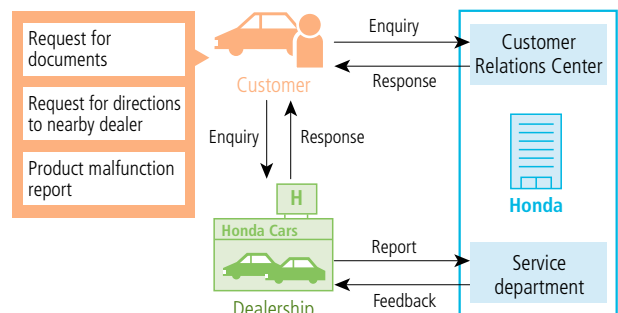 Request for
documents
Request for directions
to nearby dealer
Product malfunction
report
Customer
Enquiry
Response
Customer
Relations Center
Enquiry
Response
Honda
H
Honda Cars
Dealership
Report
Feedback
Service
department